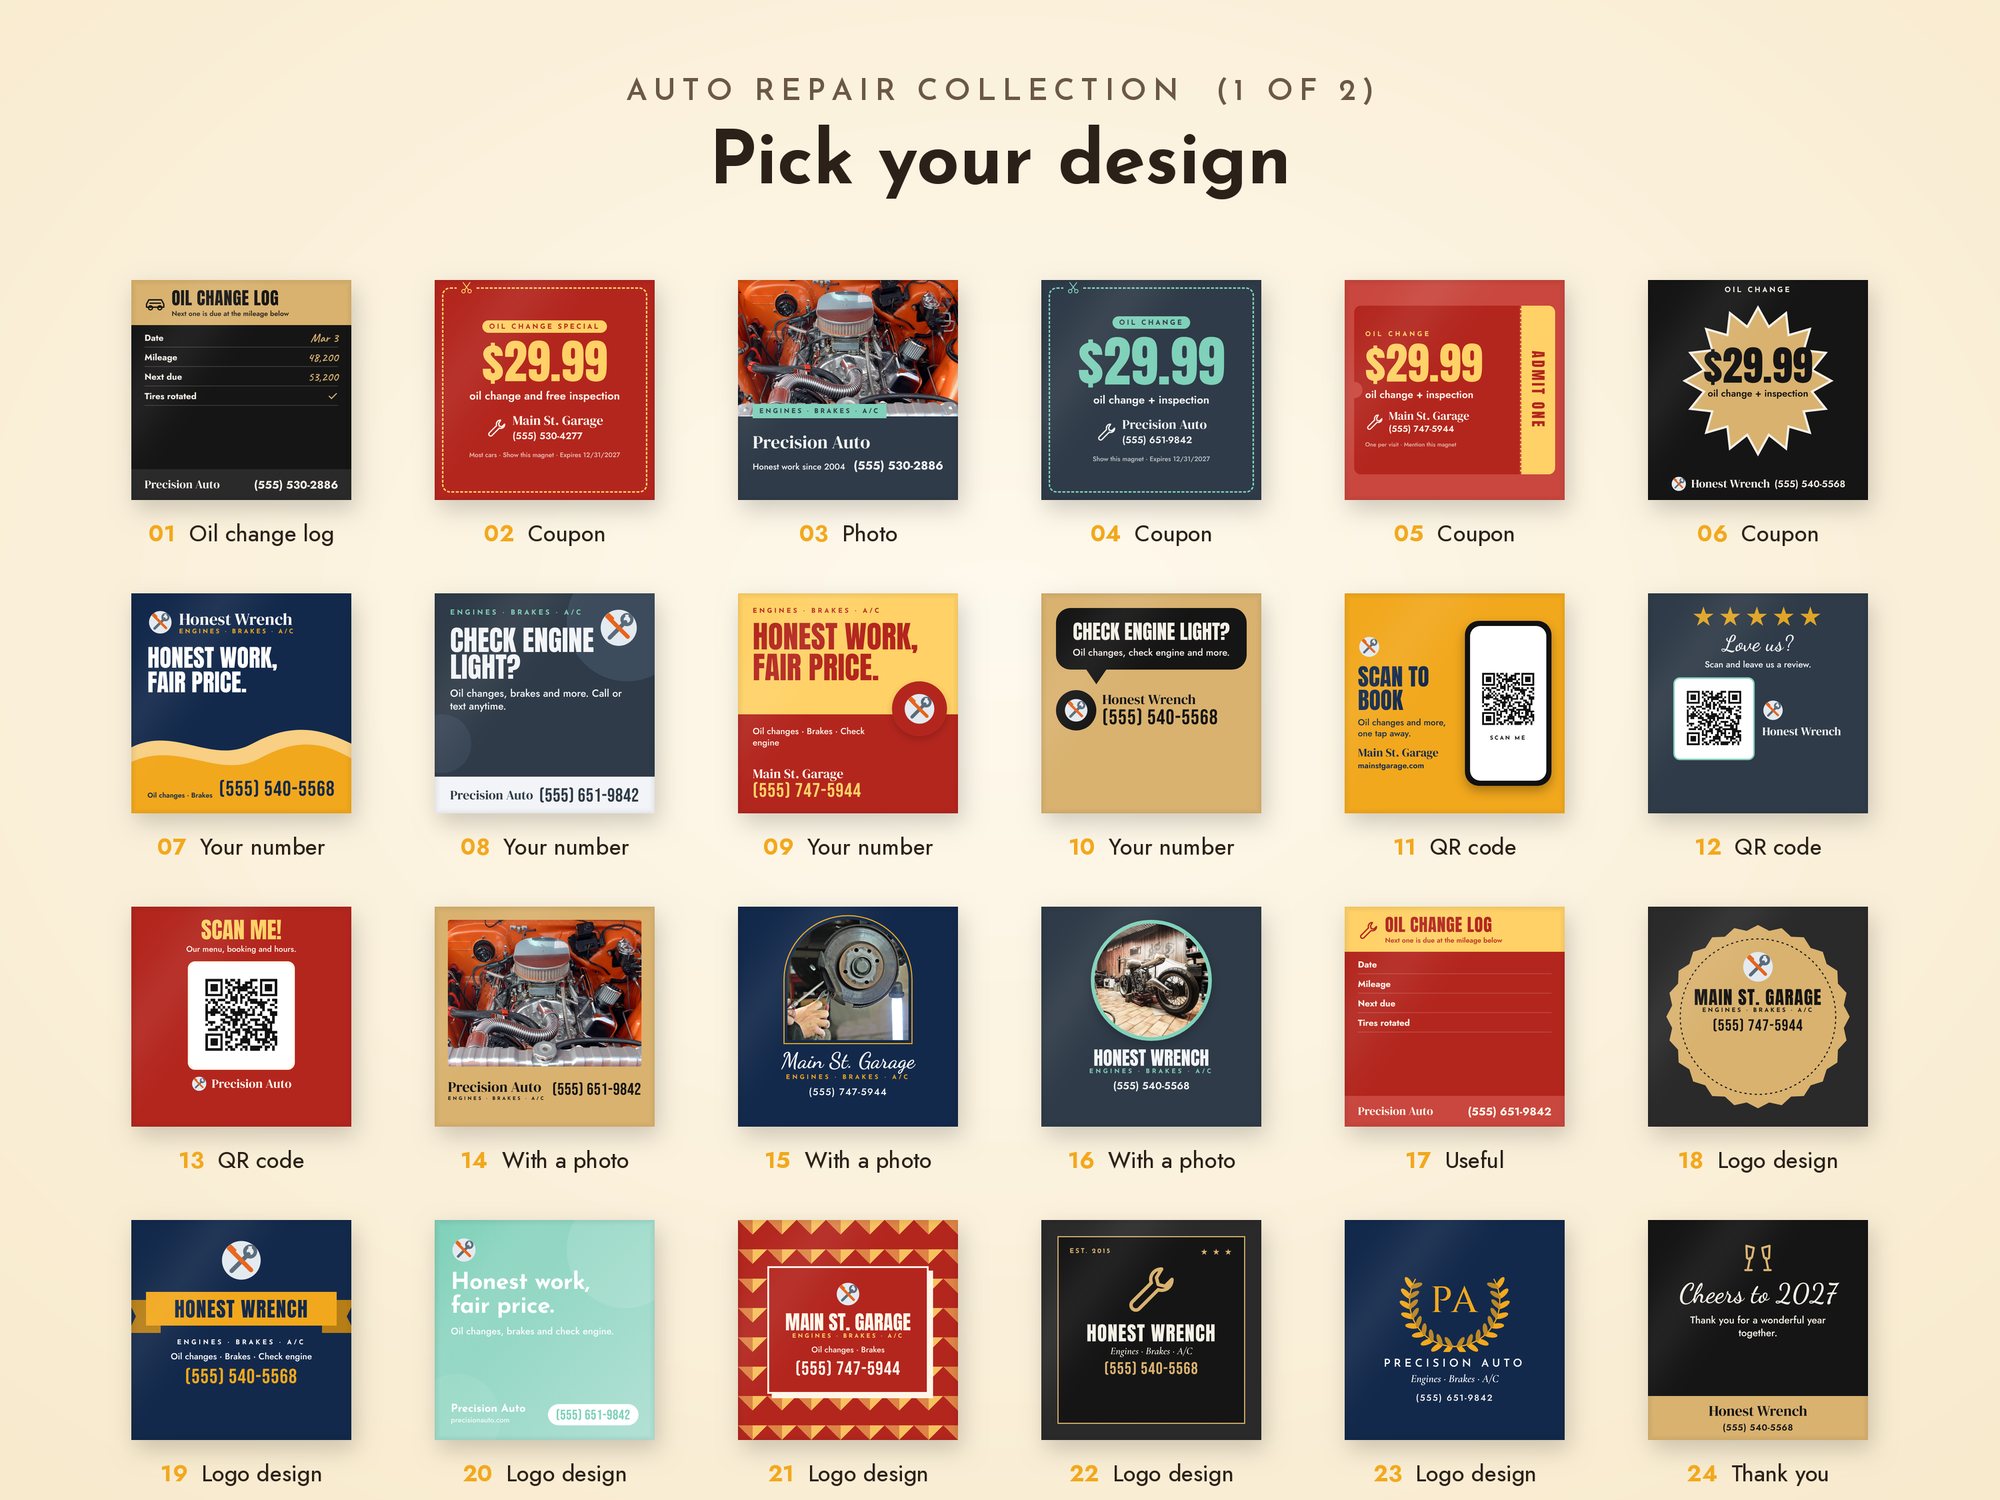 AUTO REPAIR COLLECTION (1 OF 2)
Pick your design
OIL CHANGE LOG
Next one is due at the mileage below
Date Mar 3
Mileage 48,200
Next due 53,200
Tires rotated ✓
Precision Auto (555) 530-2886
01 Oil change log
OIL CHANGE SPECIAL
$29.99
oil change and free inspection
Main St. Garage
(555) 530-4277
Most cars · Show this magnet · Expires 12/31/2027
02 Coupon
ENGINES · BRAKES · A/C
Precision Auto
Honest work since 2004 (555) 530-2886
03 Photo
OIL CHANGE
$29.99
oil change + inspection
Precision Auto
(555) 651-9842
Show this magnet · Expires 12/31/2027
04 Coupon
OIL CHANGE
$29.99
oil change + inspection
Main St. Garage
(555) 747-5944
One per visit · Mention this magnet
ADMIT ONE
05 Coupon
OIL CHANGE
$29.99
oil change + inspection
Honest Wrench (555) 540-5568
06 Coupon
Honest Wrench
ENGINES · BRAKES · A/C
HONEST WORK,
FAIR PRICE.
Oil changes · Brakes (555) 540-5568
07 Your number
ENGINES · BRAKES · A/C
CHECK ENGINE
LIGHT?
Oil changes, brakes and more. Call or
text anytime.
Precision Auto (555) 651-9842
08 Your number
ENGINES · BRAKES · A/C
HONEST WORK,
FAIR PRICE.
Oil changes · Brakes · Check
engine
Main St. Garage
(555) 747-5944
09 Your number
CHECK ENGINE LIGHT?
Oil changes, check engine and more.
Honest Wrench
(555) 540-5568
10 Your number
SCAN TO
BOOK
Oil changes and more,
one tap away.
Main St. Garage
mainstgarage.com
SCAN ME
11 QR code
Love us?
Scan and leave us a review.
Honest Wrench
12 QR code
SCAN ME!
Our menu, booking and hours.
Precision Auto
13 QR code
Precision Auto (555) 651-9842
ENGINES · BRAKES · A/C
14 With a photo
Main St. Garage
ENGINES · BRAKES · A/C
(555) 747-5944
15 With a photo
HONEST WRENCH
ENGINES · BRAKES · A/C
(555) 540-5568
16 With a photo
OIL CHANGE LOG
Next one is due at the mileage below
Date
Mileage
Next due
Tires rotated
Precision Auto (555) 651-9842
17 Useful
MAIN ST. GARAGE
ENGINES · BRAKES · A/C
(555) 747-5944
18 Logo design
HONEST WRENCH
ENGINES · BRAKES · A/C
Oil changes · Brakes · Check engine
(555) 540-5568
19 Logo design
Honest work,
fair price.
Oil changes, brakes and check engine.
Precision Auto
precisionauto.com
(555) 651-9842
20 Logo design
MAIN ST. GARAGE
ENGINES · BRAKES · A/C
Oil changes · Brakes
(555) 747-5944
21 Logo design
EST. 2015
HONEST WRENCH
Engines · Brakes · A/C
(555) 540-5568
22 Logo design
PA
PRECISION AUTO
Engines · Brakes · A/C
(555) 651-9842
23 Logo design
Cheers to 2027
Thank you for a wonderful year
together.
Honest Wrench
(555) 540-5568
24 Thank you